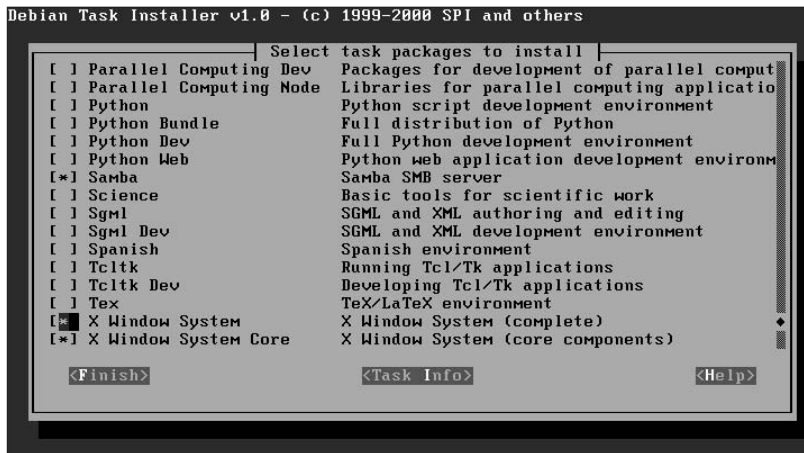 Debian Task Installer v1.0 - (c) 1999-2000 SPI and others
Select task packages to install
[ ] Parallel Computing Dev Packages for development of parallel comput
[ ] Parallel Computing Node Libraries for parallel computing applicatio
[ ] Python Python script development environment
[ ] Python Bundle Full distribution of Python
[ ] Python Dev Full Python development environment
[ ] Python Web Python web application development environm
[*] Samba Samba SMB server
[ ] Science Basic tools for scientific work
[ ] Sgml SGML and XML authoring and editing
[ ] Sgml Dev SGML and XML development environment
[ ] Spanish Spanish environment
[ ] Tcltk Running Tcl/Tk applications
[ ] Tcltk Dev Developing Tcl/Tk applications
[ ] Tex TeX/LaTeX environment
[*] X Window System X Window System (complete)
[*] X Window System Core X Window System (core components)
<Finish> <Task Info> <Help>